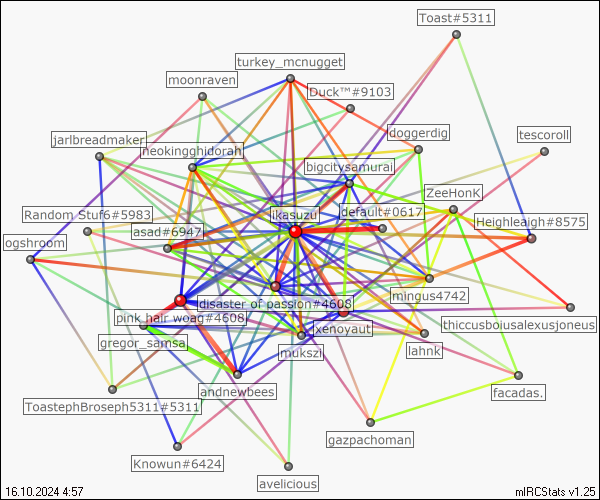 Toast#5311
turkey_mcnugget
moonraven
Duck™#9103
doggerdig
tescoroll
jarlbreadmaker
neokingghidorah
bigcitysamurai
ZeeHonk
Random Stuf6#5983
ikasuzu
default#0617
Heighleaigh#8575
asad#6947
ogshroom
mingus4742
disaster of passion#4608
pink hair woag#4608
thiccusboiusalexusjoneus
xenoyaut
gregor_samsa
mukszi
lahnk
andnewbees
facadas.
ToastephBroseph5311#5311
gazpachoman
Knowun#6424
avelicious
16.10.2024 4:57
mIRCStats v1.25